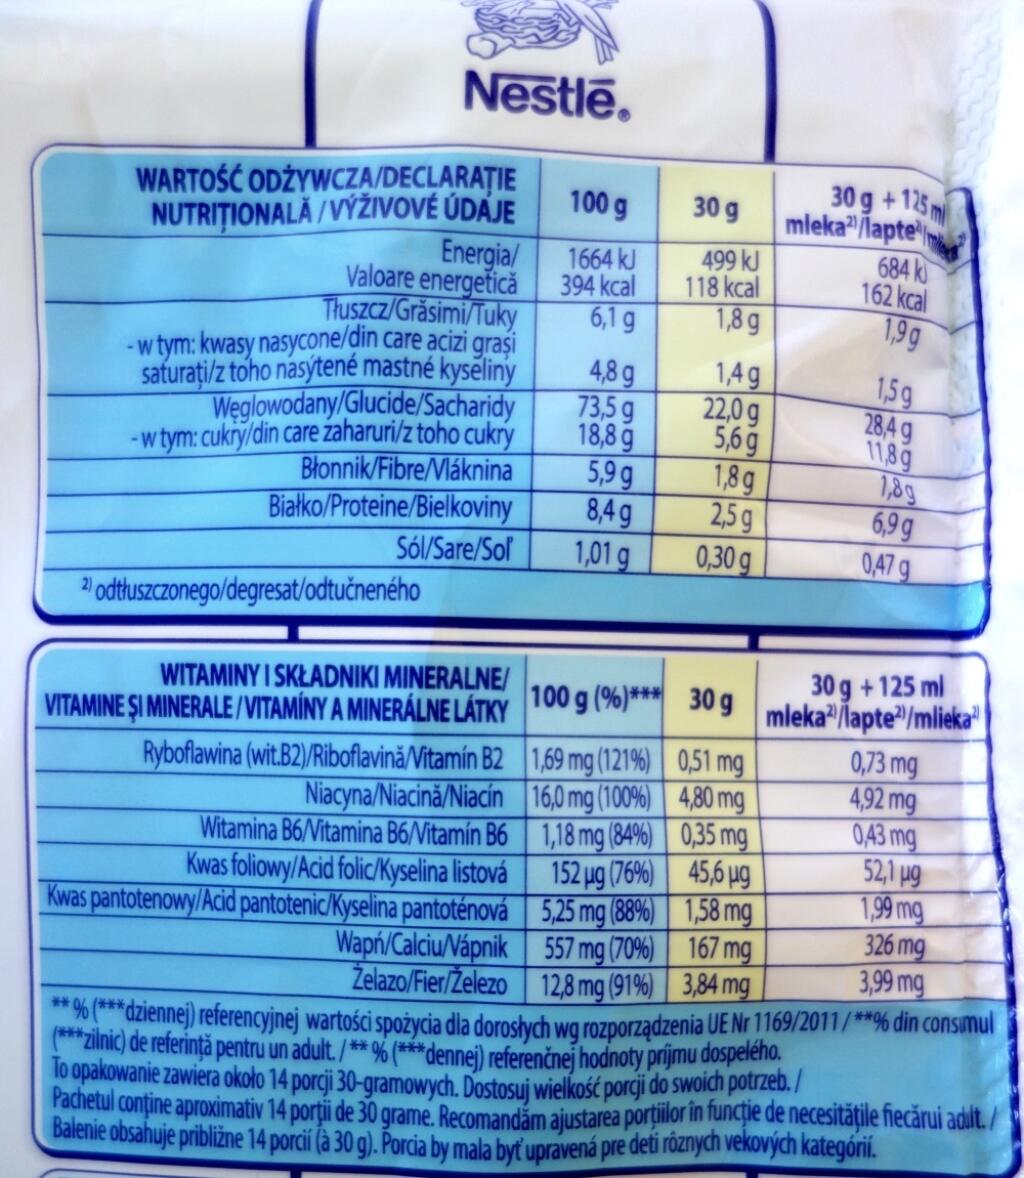 Nestlé®
WARTOŚĆ ODŻYWCZA/DECLARAȚIE
NUTRIȚIONALĂ / VÝŽIVOVÉ ÚDAJE
100 g
30 g
30 g + 125 ml
mleka²⁾/lapte²⁾/mlieka²⁾
Energia/
Valoare energetică
1664 kJ 499 kJ 684 kJ
394 kcal 118 kcal 162 kcal
Tłuszcz/Grăsimi/Tuky 6,1 g 1,8 g 1,9 g
- w tym: kwasy nasycone/din care acizi grași
saturați/z toho nasýtené mastné kyseliny 4,8 g 1,4 g 1,5 g
Węglowodany/Glucide/Sacharidy 73,5 g 22,0 g 28,4 g
- w tym: cukry/din care zaharuri/z toho cukry 18,8 g 5,6 g 11,8 g
Błonnik/Fibre/Vláknina 5,9 g 1,8 g 1,8 g
Białko/Proteine/Bielkoviny 8,4 g 2,5 g 6,9 g
Sól/Sare/Soľ 1,01 g 0,30 g 0,47 g
²⁾ odtłuszczonego/degresat/odtučneného
WITAMINY I SKŁADNIKI MINERALNE/
VITAMINE ȘI MINERALE / VITAMÍNY A MINERÁLNE LÁTKY
100 g (%)***
30 g
30 g + 125 ml
mleka²⁾/lapte²⁾/mlieka²⁾
Ryboflawina (wit.B2)/Riboflavină/Vitamín B2 1,69 mg (121%) 0,51 mg 0,73 mg
Niacyna/Niacină/Niacín 16,0 mg (100%) 4,80 mg 4,92 mg
Witamina B6/Vitamina B6/Vitamín B6 1,18 mg (84%) 0,35 mg 0,43 mg
Kwas foliowy/Acid folic/Kyselina listová 152 µg (76%) 45,6 µg 52,1 µg
Kwas pantotenowy/Acid pantotenic/Kyselina pantoténová 5,25 mg (88%) 1,58 mg 1,99 mg
Wapń/Calciu/Vápnik 557 mg (70%) 167 mg 326 mg
Żelazo/Fier/Železo 12,8 mg (91%) 3,84 mg 3,99 mg
** % (***dziennej) referencyjnej wartości spożycia dla dorosłych wg rozporządzenia UE Nr 1169/2011 / **% din consumul
(***zilnic) de referință pentru un adult. / ** % (***dennej) referenčnej hodnoty príjmu dospelého.
To opakowanie zawiera około 14 porcji 30-gramowych. Dostosuj wielkość porcji do swoich potrzeb. /
Pachetul conține aproximativ 14 porții de 30 grame. Recomandăm ajustarea porțiilor în funcție de necesitățile fiecărui adult. /
Balenie obsahuje približne 14 porcií (à 30 g). Porcia by mala byť upravená pre deti rôznych vekových kategórií.